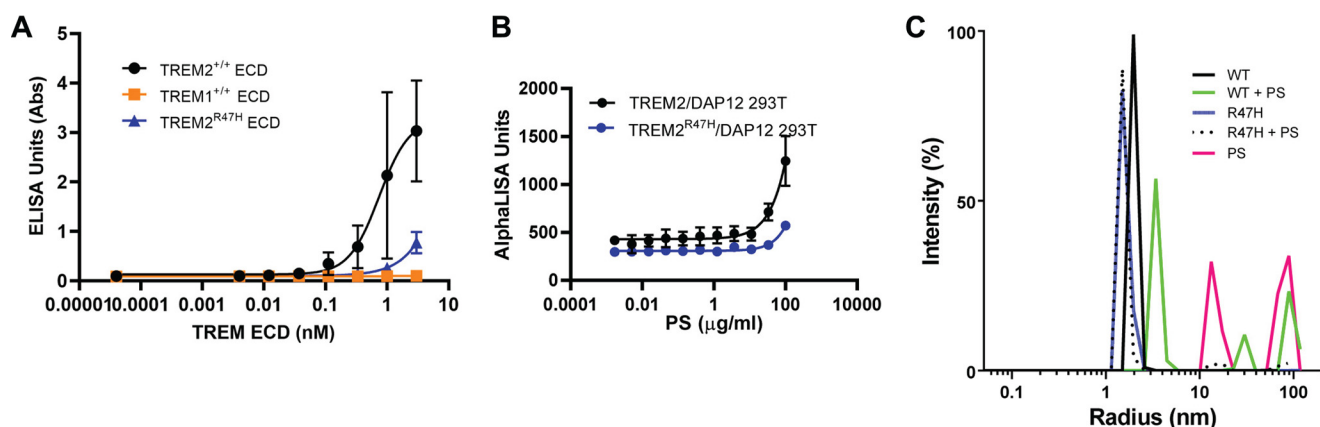 A
ELISA Units (Abs)
5
4
3
2
1
0
TREM2+/+ ECD
TREM1+/+ ECD
TREM2R47H ECD
0.00001 0.0001 0.001 0.01 0.1 1 10
TREM ECD (nM)
B
AlphaLISA Units
2000
1500
1000
500
0
TREM2/DAP12 293T
TREM2R47H/DAP12 293T
0.0001 0.01 1 100 10000
PS (μg/ml)
C
Intensity (%)
100
50
0
WT
WT + PS
R47H
R47H + PS
PS
0.1 1 10 100
Radius (nm)